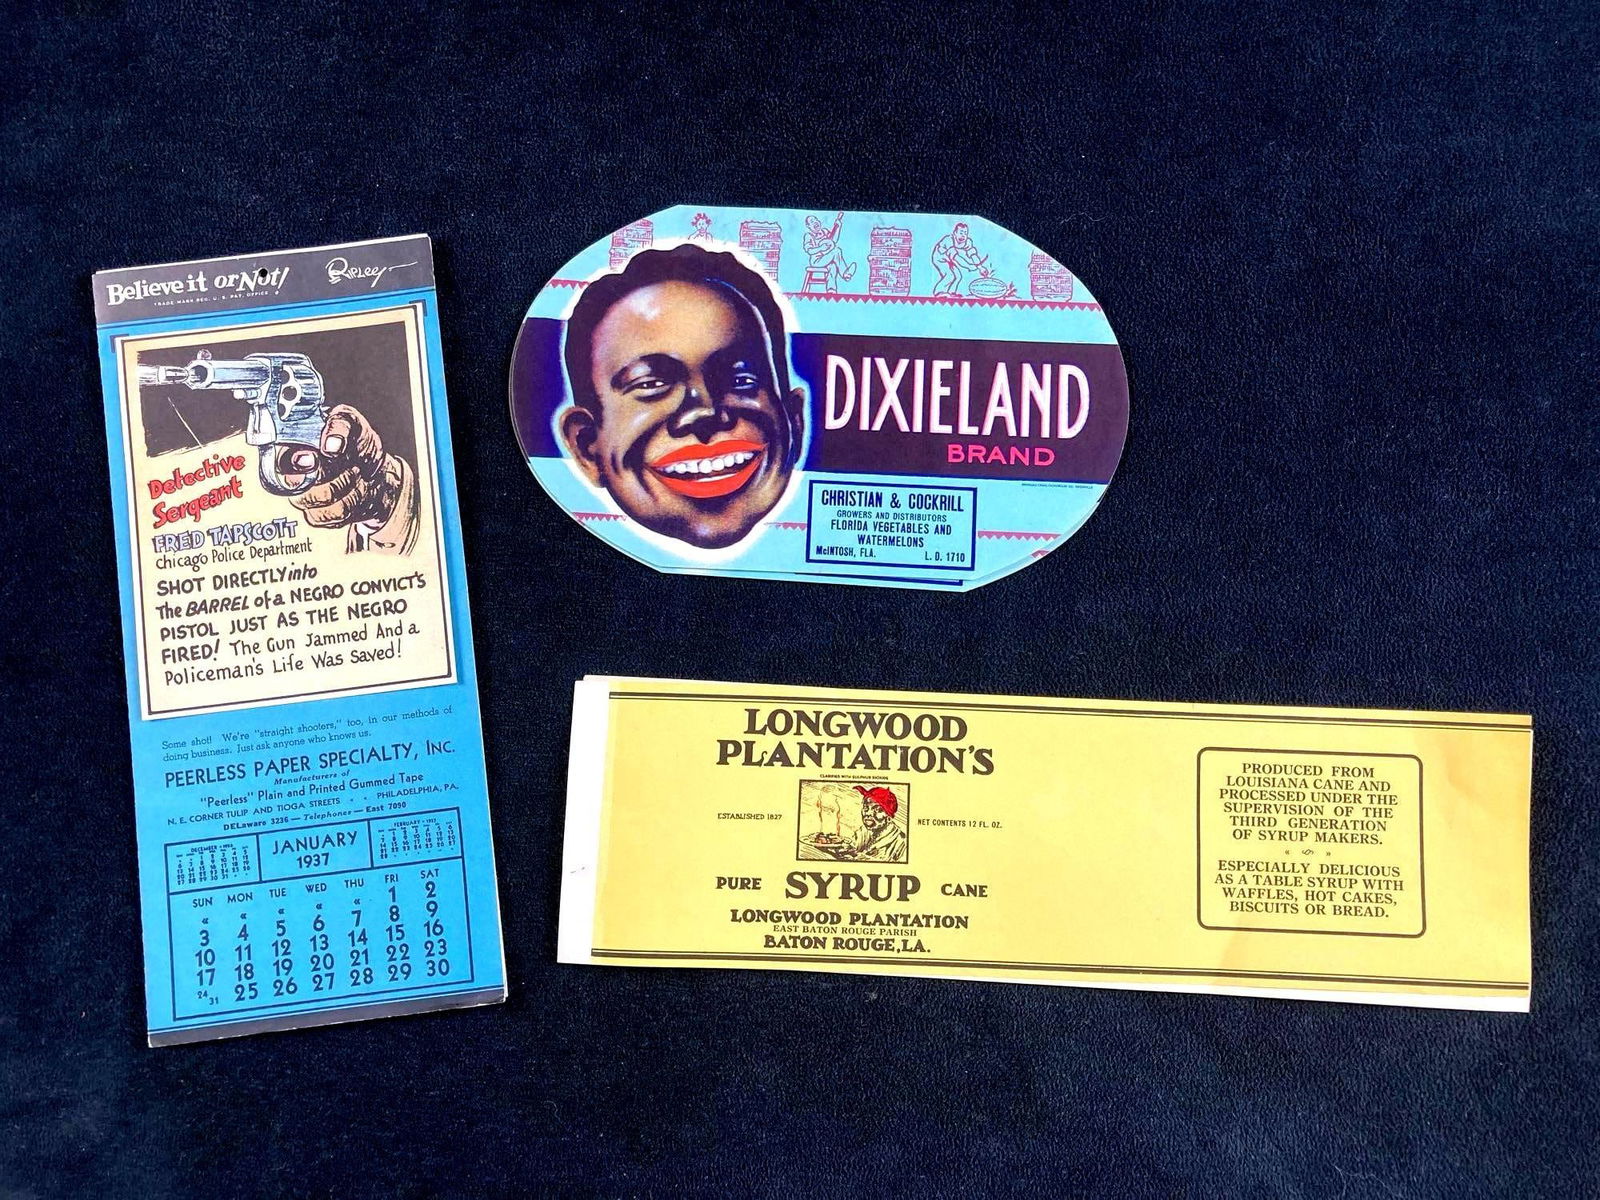 Believe it or Not!
Ripley
TRADE MARK REG. U. S. PAT. OFFICE
Detective
Sergeant
FRED TAPSCOTT
chicago Police Department
SHOT DIRECTLY into
The BARREL of a NEGRO CONVICT'S
PISTOL JUST AS THE NEGRO
FIRED! The Gun Jammed And a
Policeman's Life Was Saved!
Some shot! We're "straight shooters," too, in our methods of
doing business. Just ask anyone who knows us.
PEERLESS PAPER SPECIALTY, INC.
Manufacturers of
"Peerless" Plain and Printed Gummed Tape
N. E. CORNER TULIP AND TIOGA STREETS • • PHILADELPHIA, PA.
DELaware 3236 — Telephones — East 7090
JANUARY
1937
FEBRUARY • 1937
SUN MON TUE WED THU FRI SAT
« « « « « 1 2
3 4 5 6 7 8 9
10 11 12 13 14 15 16
17 18 19 20 21 22 23
24 31 25 26 27 28 29 30
DIXIELAND
BRAND
CHRISTIAN & COCKRILL
GROWERS AND DISTRIBUTORS
FLORIDA VEGETABLES AND
WATERMELONS
McINTOSH, FLA. L. D. 1710
LONGWOOD
PLANTATION'S
CLARIFIED WITH SULPHUR DIOXIDE
ESTABLISHED 1827
NET CONTENTS 12 FL. OZ.
PURE SYRUP CANE
LONGWOOD PLANTATION
EAST BATON ROUGE PARISH
BATON ROUGE, LA.
PRODUCED FROM
LOUISIANA CANE AND
PROCESSED UNDER THE
SUPERVISION OF THE
THIRD GENERATION
OF SYRUP MAKERS.
ESPECIALLY DELICIOUS
AS A TABLE SYRUP WITH
WAFFLES, HOT CAKES,
BISCUITS OR BREAD.